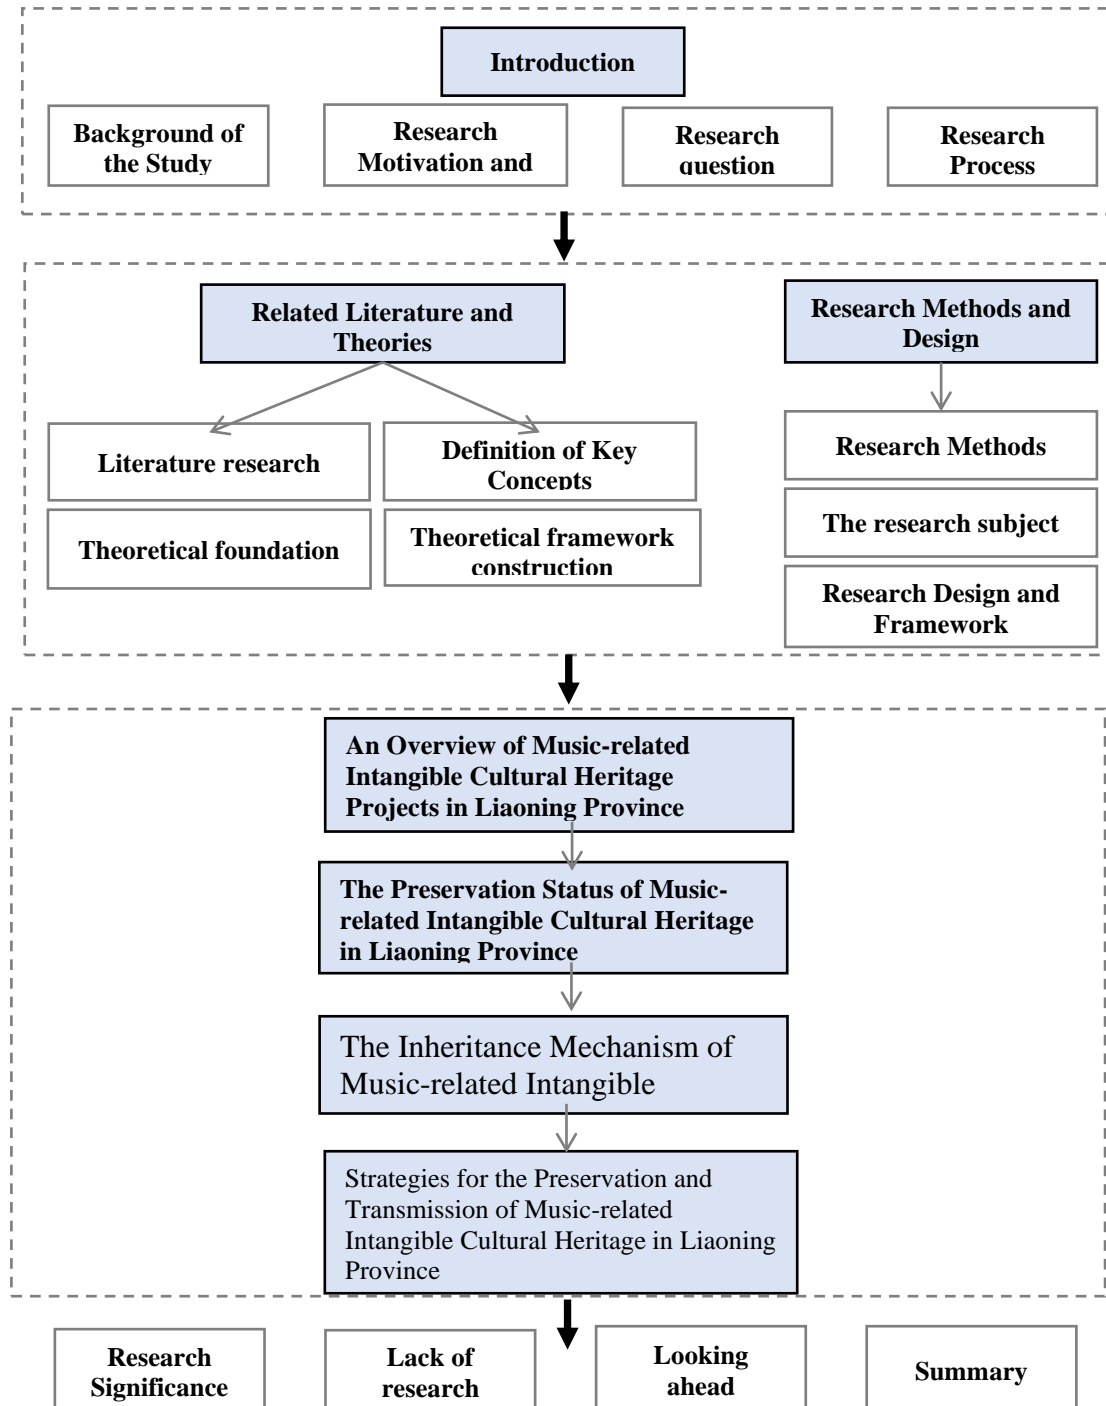 Introduction
Background of
the Study
Research
Motivation and
Research
question
Research
Process
Related Literature and
Theories
Research Methods and
Design
Literature research
Definition of Key
Concepts
Research Methods
Theoretical foundation
Theoretical framework
construction
The research subject
Research Design and
Framework
An Overview of Music-related
Intangible Cultural Heritage
Projects in Liaoning Province
The Preservation Status of Music-
related Intangible Cultural Heritage
in Liaoning Province
The Inheritance Mechanism of
Music-related Intangible
Strategies for the Preservation and
Transmission of Music-related
Intangible Cultural Heritage in Liaoning
Province
Research
Significance
Lack of
research
Looking
ahead
Summary